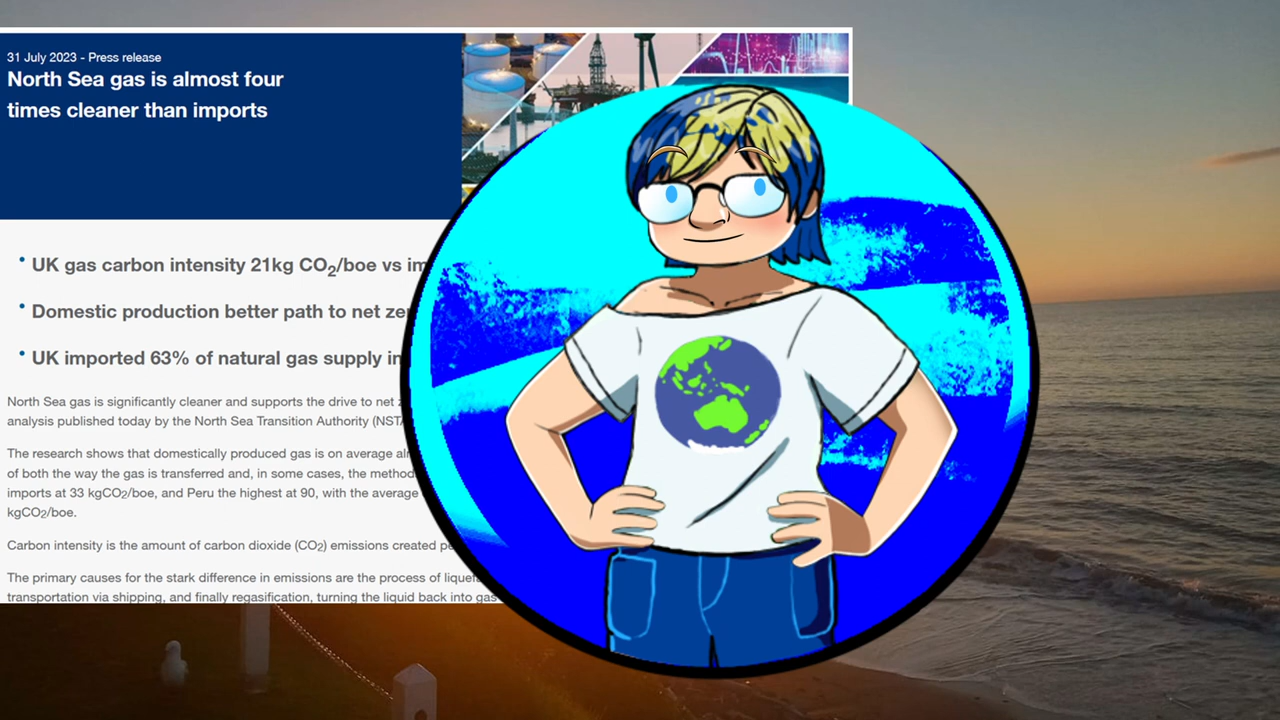 31 July 2023 - Press release
North Sea gas is almost four
times cleaner than imports
• UK gas carbon intensity 21kg CO₂/boe vs
• Domestic production better path to net
• UK imported 63% of natural gas supply in
North Sea gas is significantly cleaner and supports the drive to net
analysis published today by the North Sea Transition Authority
The research shows that domestically produced gas is on average
of both the way the gas is transferred and, in some cases, the
imports at 33 kgCO₂/boe, and Peru the highest at 90, with the average
kgCO₂/boe.
Carbon intensity is the amount of carbon dioxide (CO₂) emissions created
The primary causes for the stark difference in emissions are the process of
transportation via shipping, and finally regasification, turning the liquid back into gas